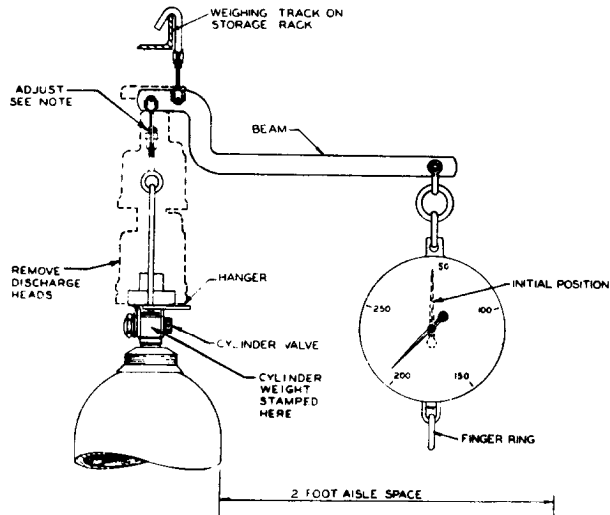 WEIGHING TRACK ON
STORAGE RACK
ADJUST
SEE NOTE
BEAM
REMOVE
DISCHARGE
HEADS
HANGER
50
INITIAL POSITION
250
100
CYLINDER VALVE
200
150
CYLINDER
WEIGHT
STAMPED
HERE
FINGER RING
2 FOOT AISLE SPACE